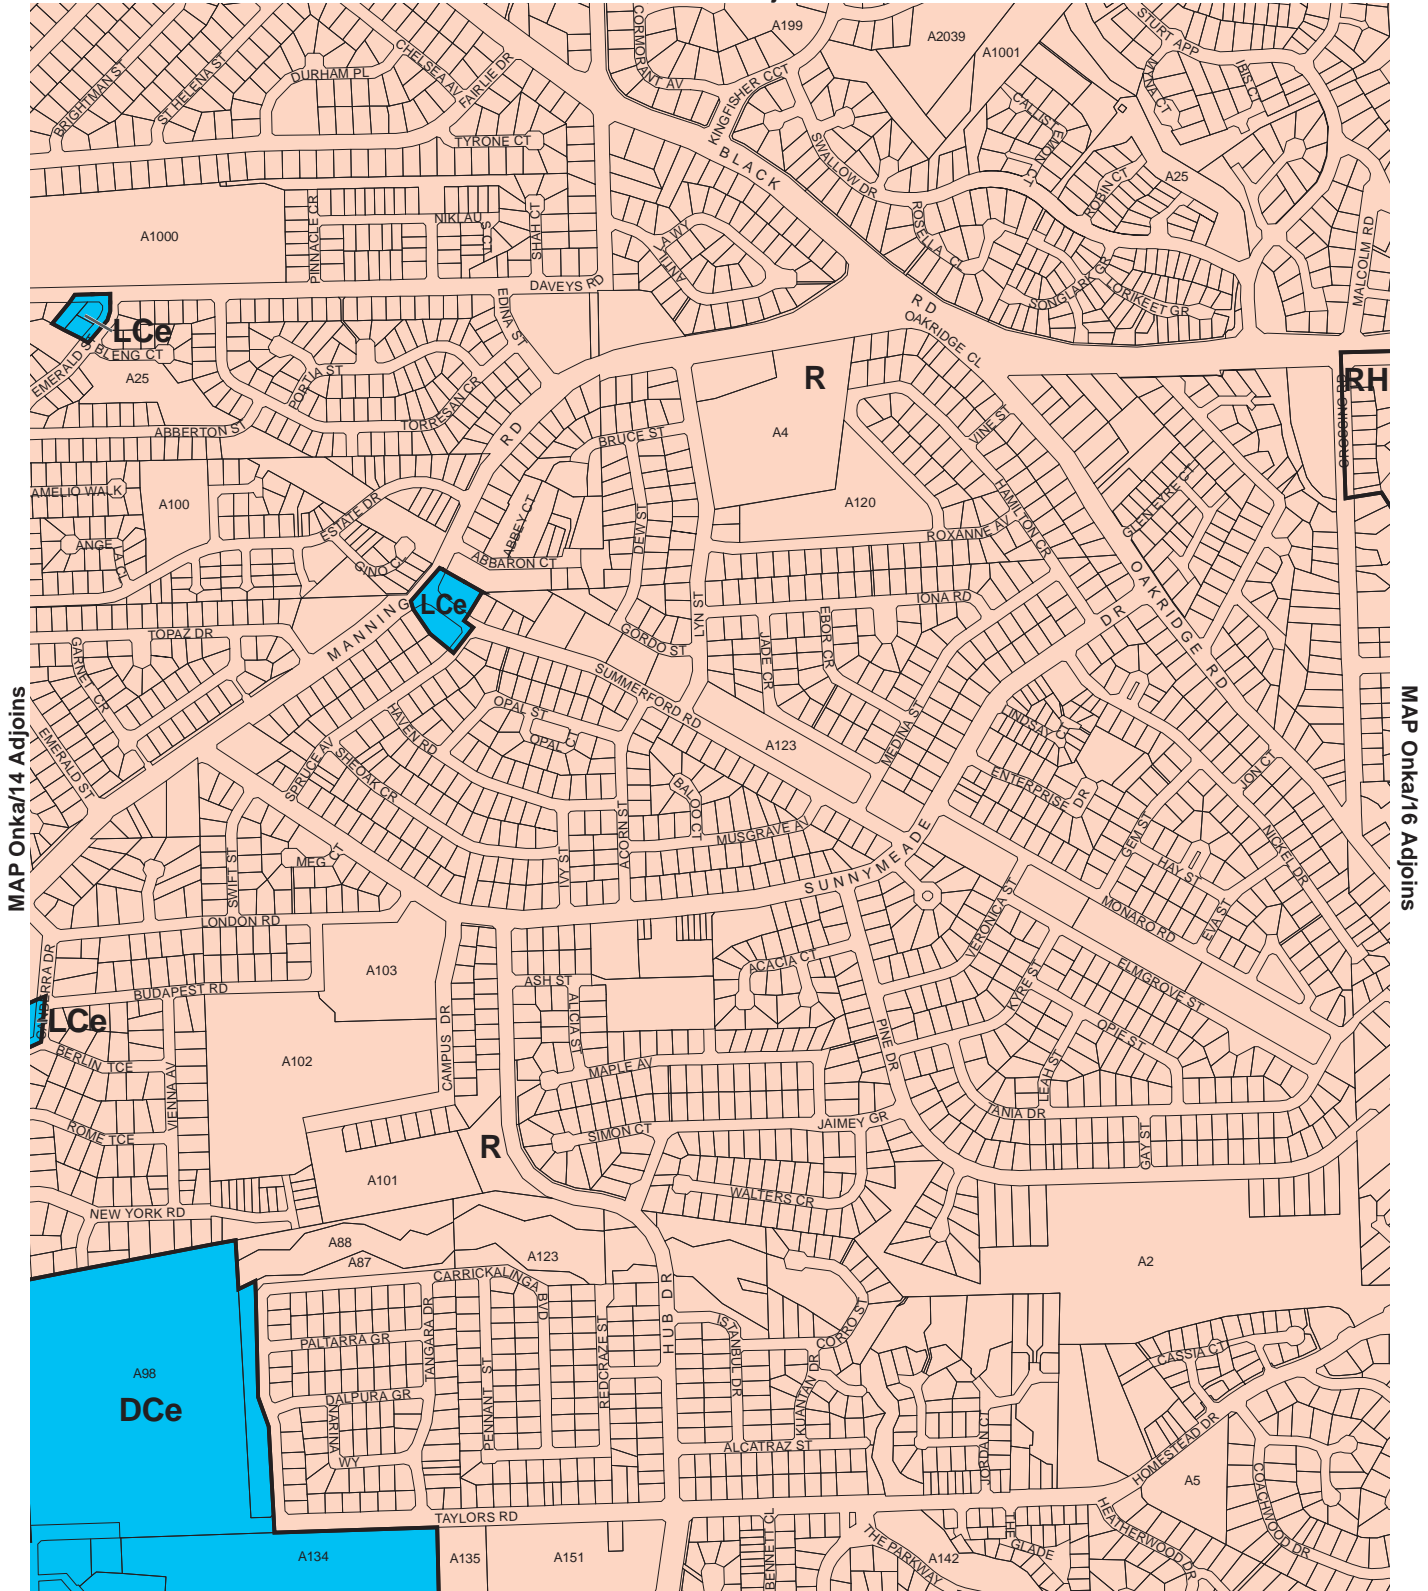 A199
A2039
A1001
STURT APP
CORMORANT AV
KINGFISHER CCT
MYNA CT
IBIS CT
CHELSEA AV
FAIRLIE DR
DURHAM PL
ST HELENA ST
BRIGHTMAN ST
TYRONE CT
BLACK
SWALLOW DR
CALLISTEMON CT
ROBIN CT
A25
A1000
PINNACLE CR
NIKLAUS CT
SHAH CT
ANTILLA WY
ROSELLA CL
SONGLARK GR
LORIKEET GR
MALCOLM RD
DAVEYS RD
EDINA ST
RD
OAKRIDGE CL
LCe
BLENG CT
EMERALD S
A25
PORTIA ST
TORRESAN CR
ABBERTON ST
RD
R
RH
CROSSING RD
A4
VINE ST
BRUCE ST
AMELIO WALK
A100
ESTATE DR
ABBEY CT
DEW ST
A120
HAMILTON CR
GLEN EYRE CT
ROXANNE AV
ANGELA CL
GINO CL
ABBARON CT
OAKRIDGE RD
LCe
MANNING
IONA RD
DR
LYN ST
GORDO ST
JADE CR
EBOR CR
TOPAZ DR
GARNET CR
EMERALD ST
SUMMERFORD RD
MEDINA ST
MAP Onka/14 Adjoins
MAP Onka/16 Adjoins
HAVEN RD
OPAL ST
OPAL C
A123
LINDSAY CT
SPRUCE AV
SHEOAK CR
ENTERPRISE DR
JON CT
BALOO CT
ACORN ST
MUSGRAVE AV
IVY ST
GEM ST
HAY ST
NICKEL DR
SWIFT ST
MEG CT
SUNNYMEADE
VERONICA ST
MONARO RD
EVA ST
LONDON RD
A103
ACACIA CT
ELMGROVE ST
BUDAPEST RD
ASH ST
ALICIA S
KYRE ST
LCe
CAMPUS DR
PINE DR
OPIE ST
BERLIN TCE
A102
MAPLE AV
LEAH ST
VIENNA AV
TANIA DR
ROME TCE
SIMON CT
JAIMEY GR
GAY ST
R
A101
WALTERS CR
NEW YORK RD
A88
A87
A123
A2
CARRICKALINGA BVD
HUB DR
TANGARA DR
PALTARRA GR
REDCRAZE ST
ISTANBUL DR
CORRO ST
CASSIA CT
A98
DCe
DALPURA GR
NARINA WY
PENNANT ST
KUANTAN DR
ALCATRAZ ST
JORDAN CT
HOMESTEAD DR
A5
COACHWOOD DR
TAYLORS RD
HEATHERWOOD DR
THE GLADE
A134
A135
A151
BENNETT CL
THE PARKWAY
A142